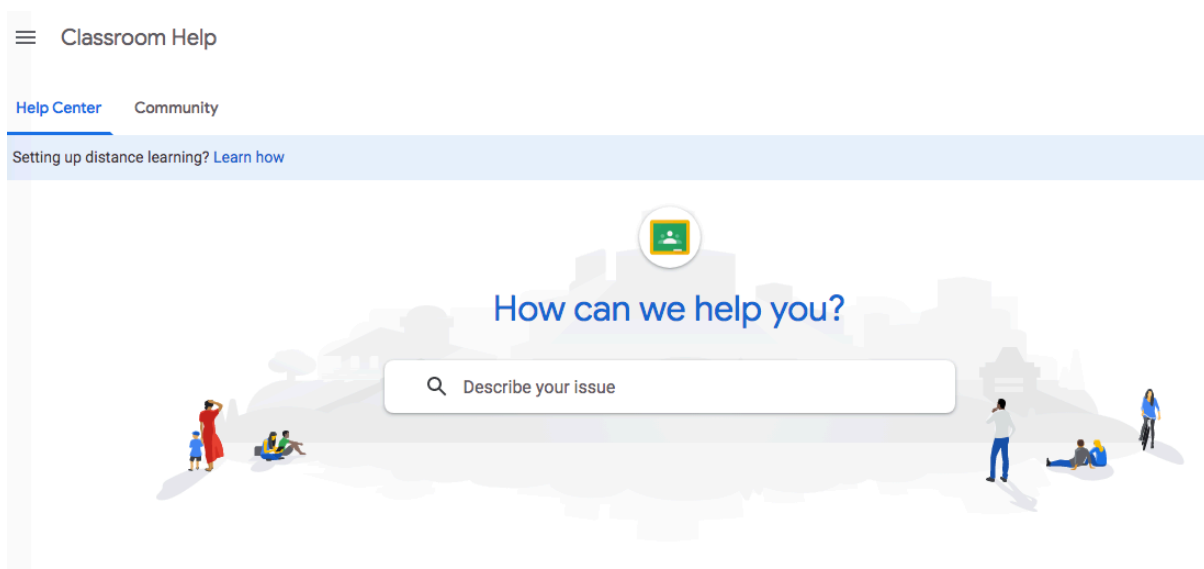 Classroom Help
Help Center Community
Setting up distance learning? Learn how
How can we help you?
Describe your issue